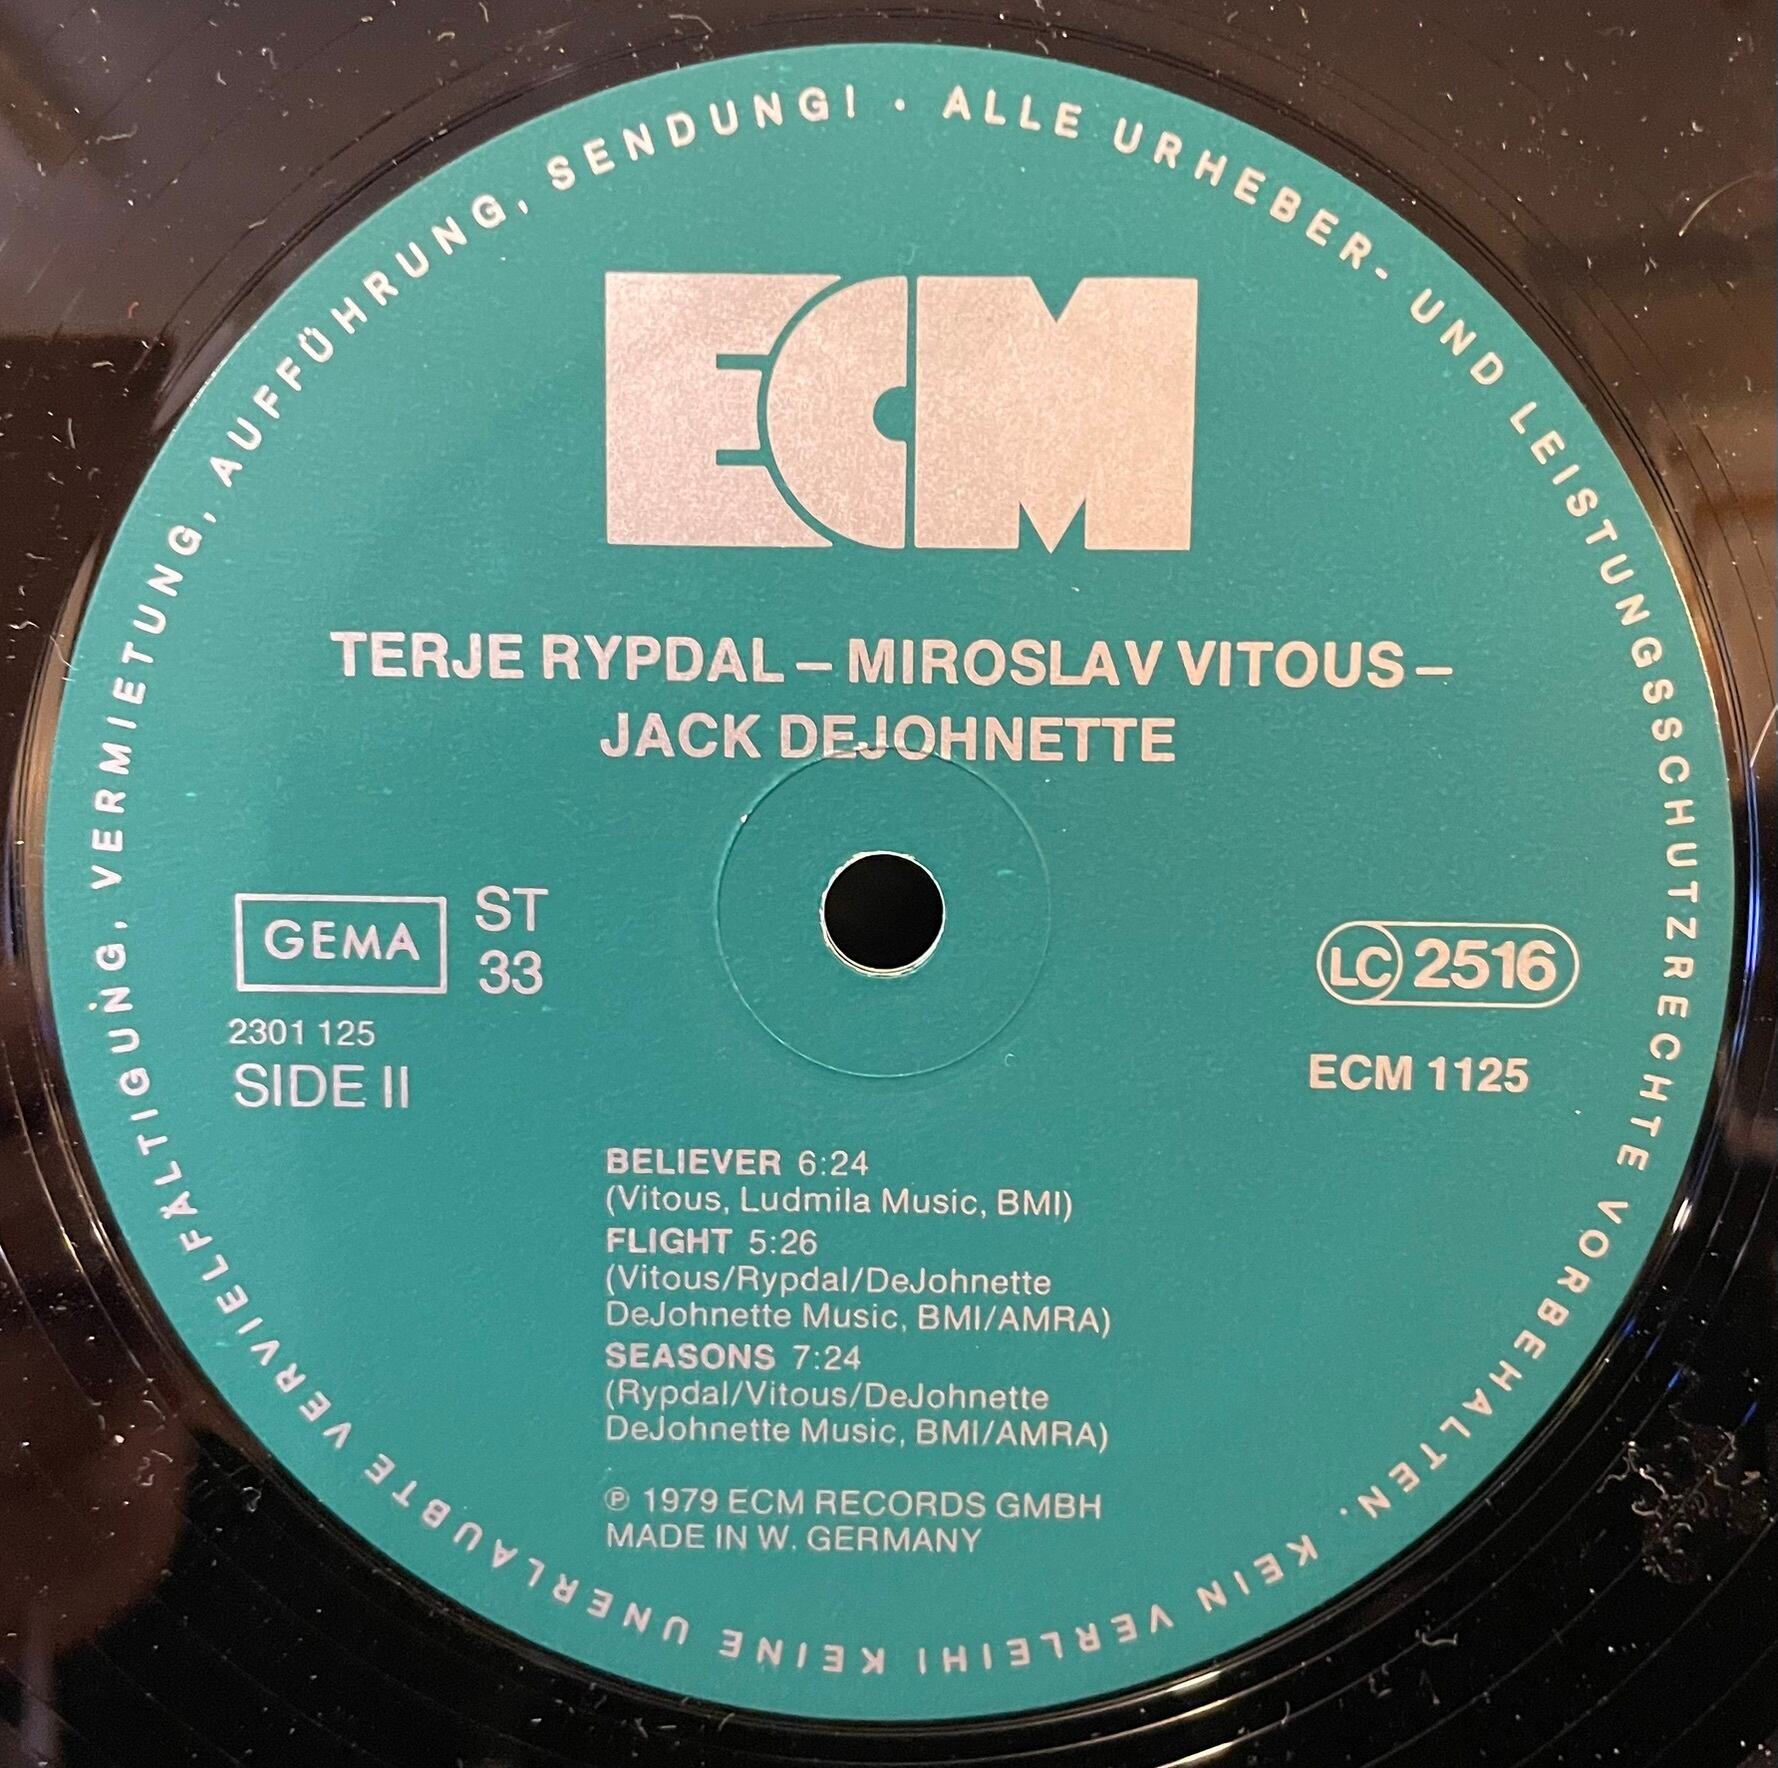 ALLE URHEBER- UND LEISTUNGSSCHUTZRECHTE VORBEHALTEN. KEIN VERLEIH! KEINE UNERLAUBTE VERVIELFÄLTIGUNG, VERMIETUNG, AUFFÜHRUNG, SENDUNG! •
ECM
TERJE RYPDAL – MIROSLAV VITOUS –
JACK DEJOHNETTE
GEMA
ST
33
2301 125
SIDE II
LC 2516
ECM 1125
BELIEVER 6:24
(Vitous, Ludmila Music, BMI)
FLIGHT 5:26
(Vitous/Rypdal/DeJohnette
DeJohnette Music, BMI/AMRA)
SEASONS 7:24
(Rypdal/Vitous/DeJohnette
DeJohnette Music, BMI/AMRA)
℗ 1979 ECM RECORDS GMBH
MADE IN W. GERMANY